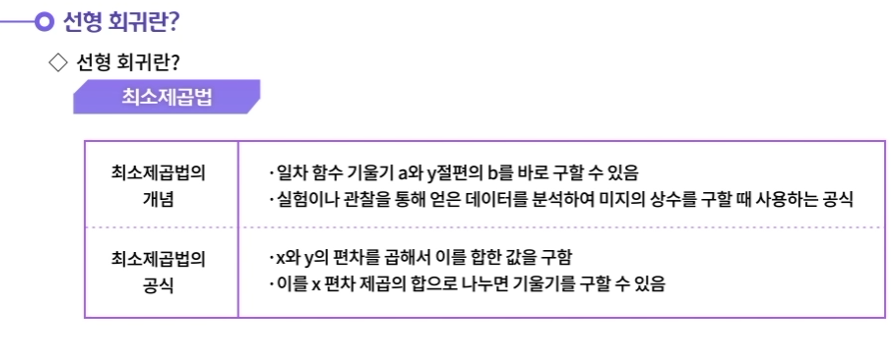 선형 회귀란?
◇ 선형 회귀란?
최소제곱법
최소제곱법의
개념
·일차 함수 기울기 a와 y절편의 b를 바로 구할 수 있음
·실험이나 관찰을 통해 얻은 데이터를 분석하여 미지의 상수를 구할 때 사용하는 공식
최소제곱법의
공식
·x와 y의 편차를 곱해서 이를 합한 값을 구함
·이를 x 편차 제곱의 합으로 나누면 기울기를 구할 수 있음